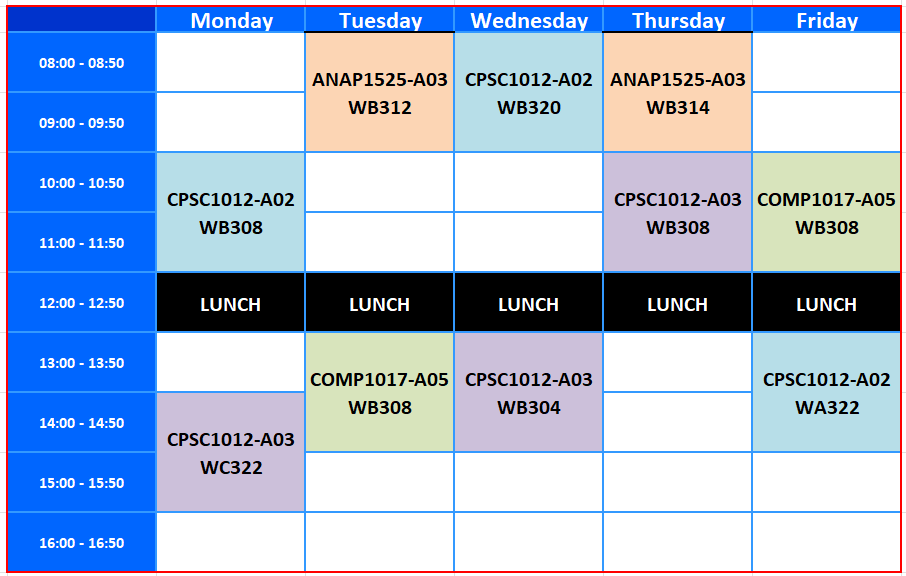 Monday Tuesday Wednesday Thursday Friday
08:00 - 08:50
ANAP1525-A03 CPSC1012-A02 ANAP1525-A03
WB312 WB320 WB314
09:00 - 09:50
10:00 - 10:50
CPSC1012-A02 CPSC1012-A03 COMP1017-A05
WB308 WB308 WB308
11:00 - 11:50
12:00 - 12:50 LUNCH LUNCH LUNCH LUNCH LUNCH
13:00 - 13:50
COMP1017-A05 CPSC1012-A03 CPSC1012-A02
WB308 WB304 WA322
14:00 - 14:50
CPSC1012-A03
WC322
15:00 - 15:50
16:00 - 16:50